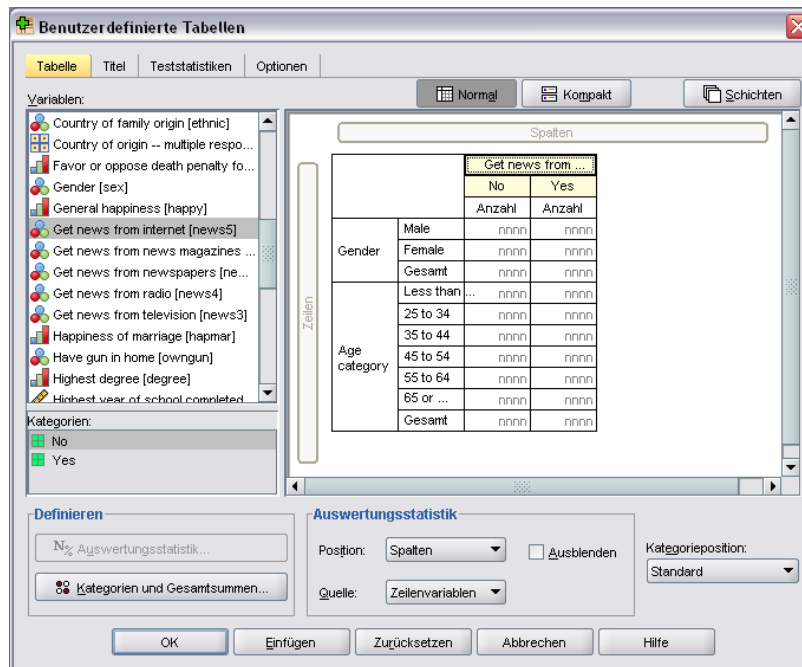 Benutzerdefinierte Tabellen
Tabelle Titel Teststatistiken Optionen
Variablen:
Normal Kompakt Schichten
Country of family origin [ethnic]
Country of origin -- multiple respo...
Favor or oppose death penalty fo...
Gender [sex]
General happiness [happy]
Get news from internet [news5]
Get news from news magazines ...
Get news from newspapers [ne...
Get news from radio [news4]
Get news from television [news3]
Happiness of marriage [hapmar]
Have gun in home [owngun]
Highest degree [degree]
Highest year of school completed
Kategorien:
No
Yes
Spalten
Zeilen
Get news from ...
No Yes
Anzahl Anzahl
Gender
Male nnnn nnnn
Female nnnn nnnn
Gesamt nnnn nnnn
Age category
Less than ... nnnn nnnn
25 to 34 nnnn nnnn
35 to 44 nnnn nnnn
45 to 54 nnnn nnnn
55 to 64 nnnn nnnn
65 or ... nnnn nnnn
Gesamt nnnn nnnn
Definieren
N% Auswertungsstatistik...
Kategorien und Gesamtsummen...
Auswertungsstatistik
Position: Spalten Ausblenden
Quelle: Zeilenvariablen
Kategorieposition:
Standard
OK Einfügen Zurücksetzen Abbrechen Hilfe